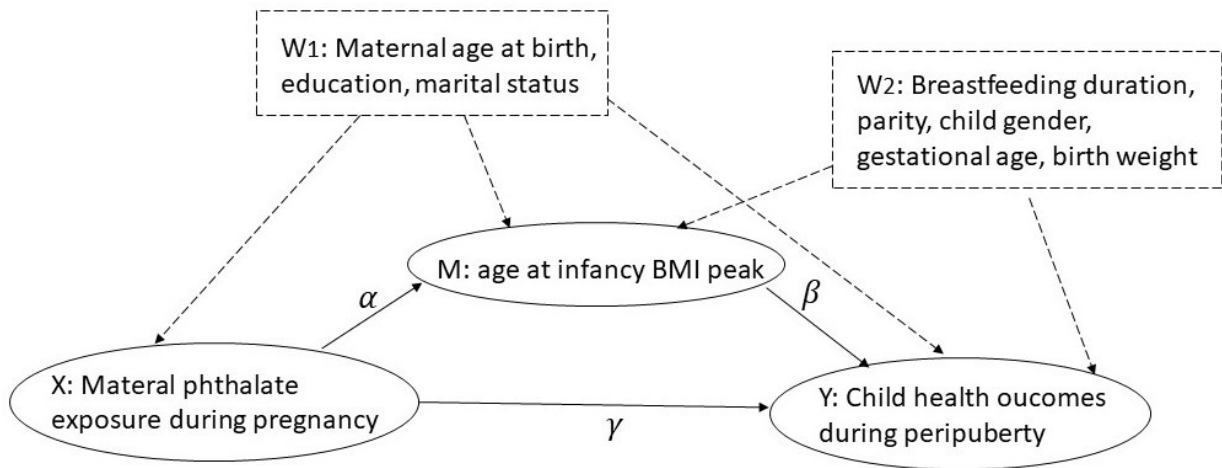 W1: Maternal age at birth,
education, marital status
W2: Breastfeeding duration,
parity, child gender,
gestational age, birth weight
M: age at infancy BMI peak
α
β
X: Materal phthalate
exposure during pregnancy
γ
Y: Child health oucomes
during peripuberty